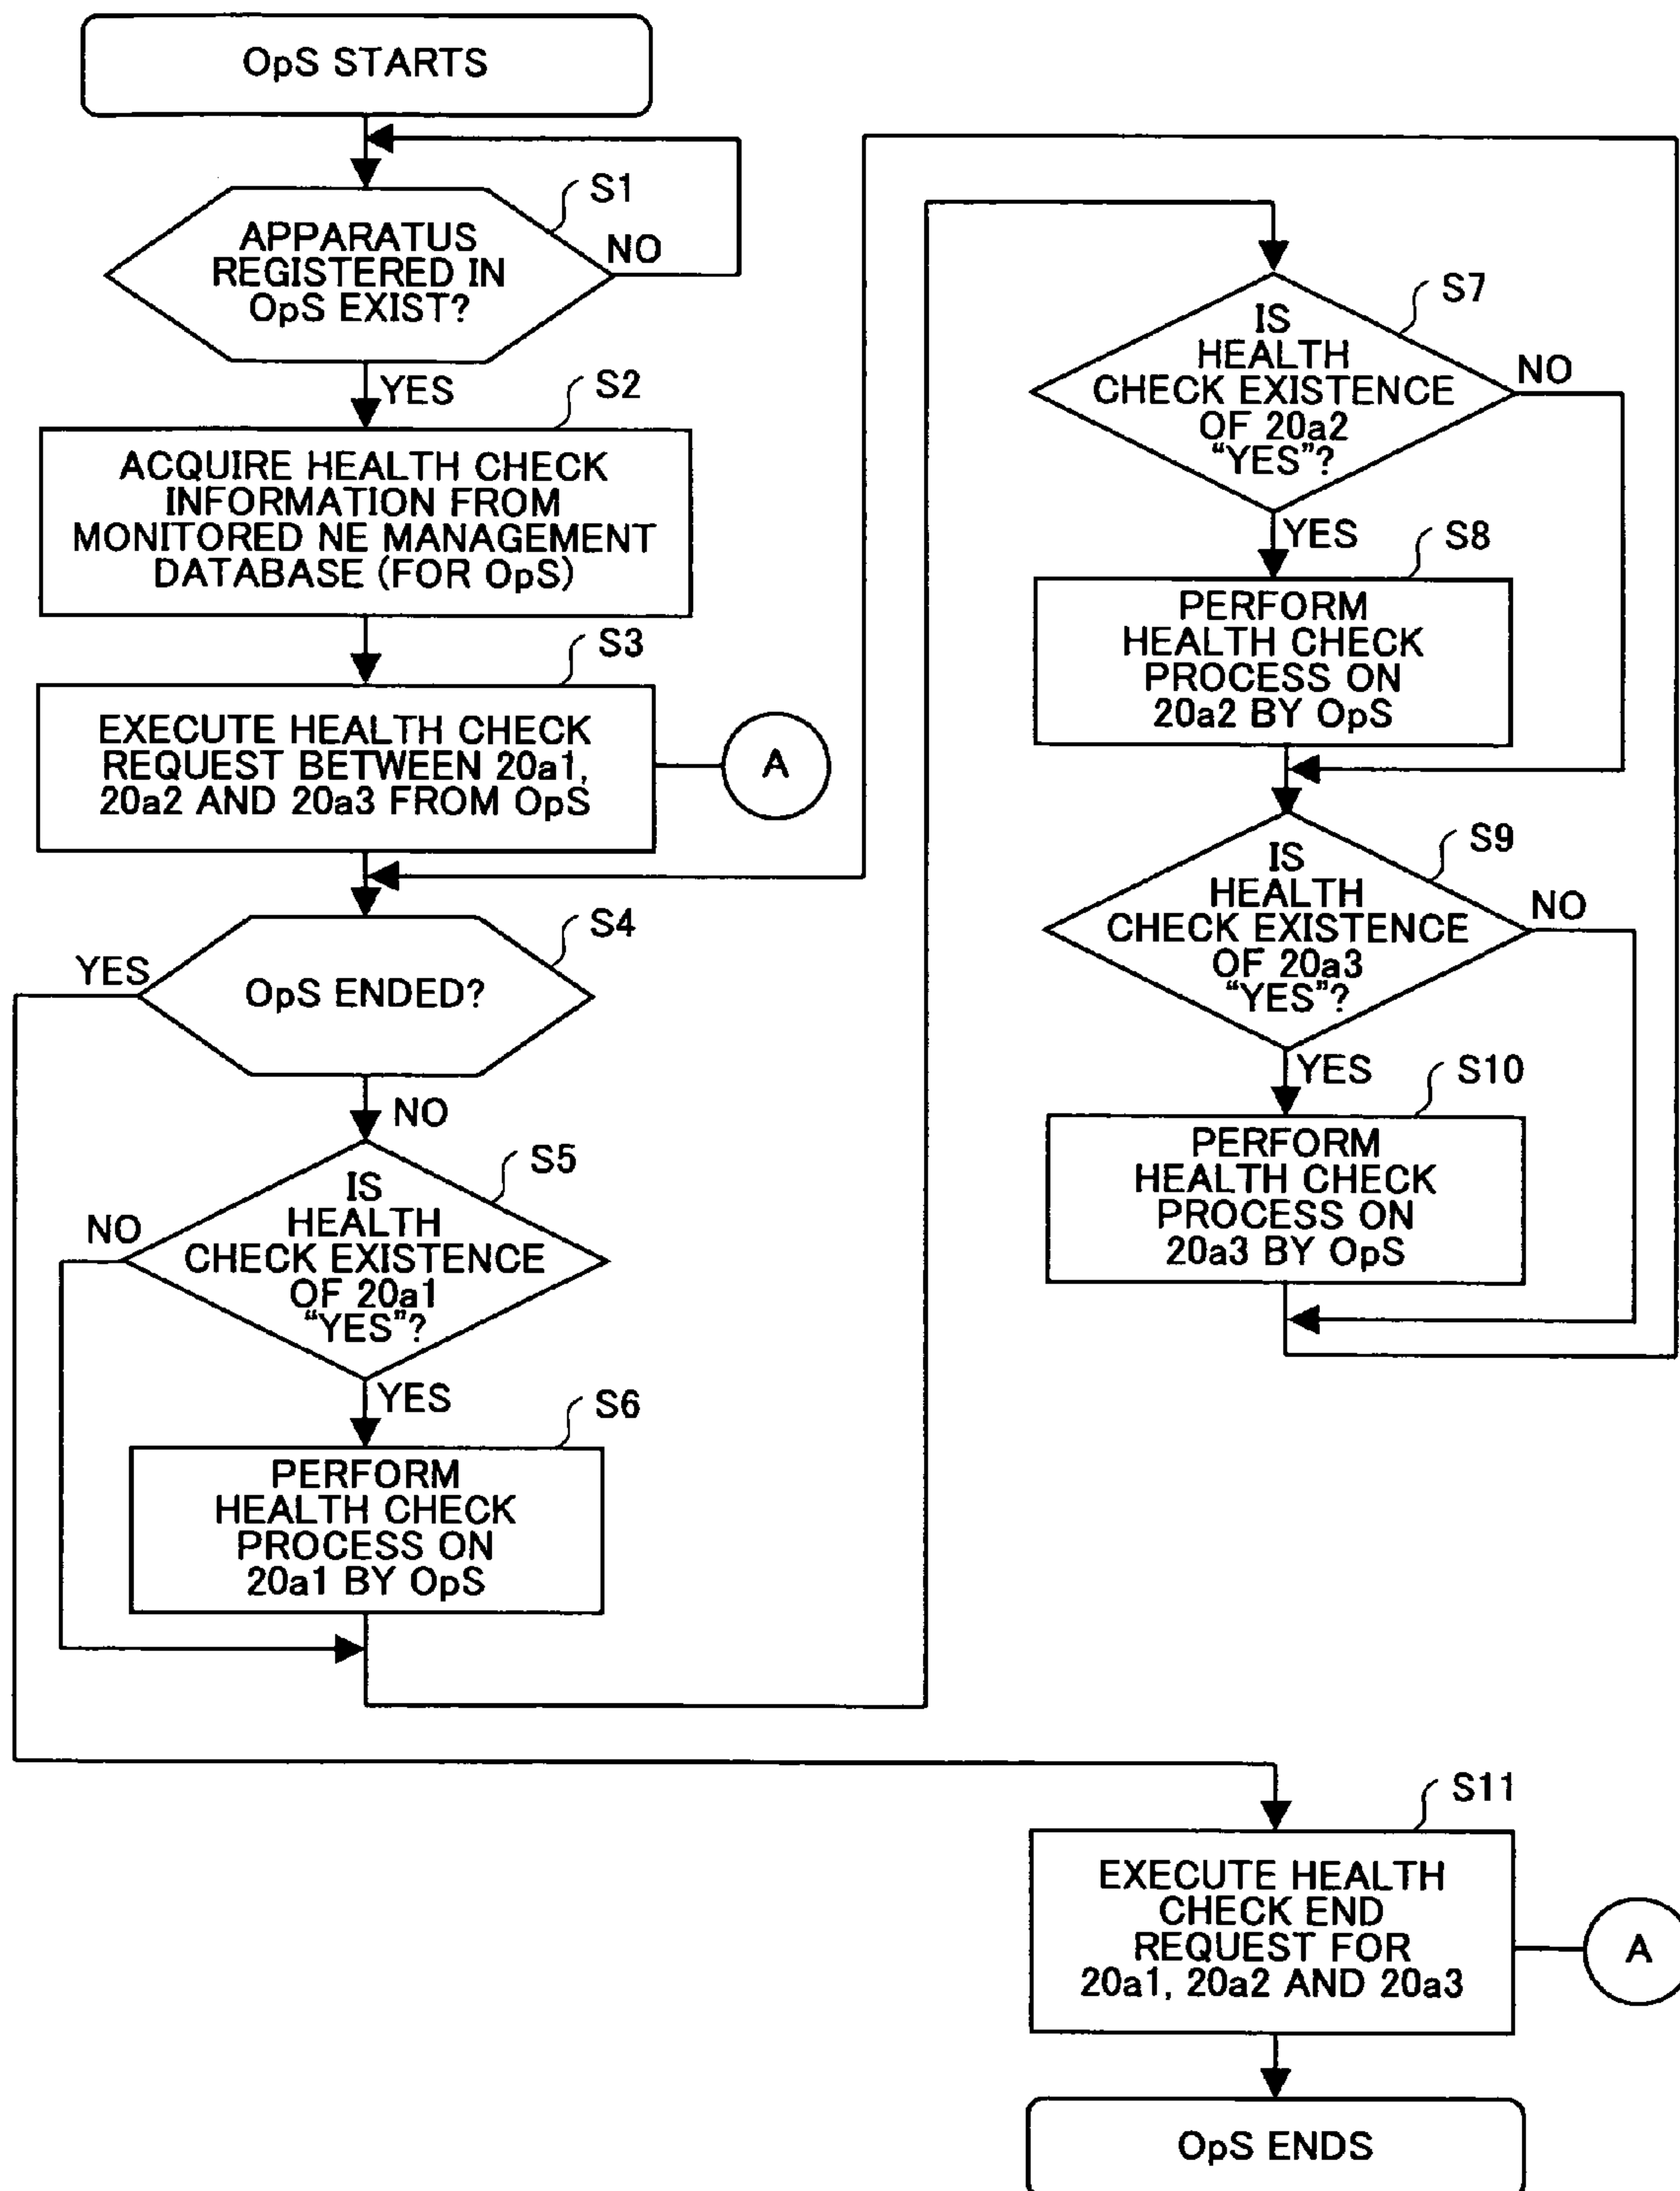 OpS STARTS
S1
APPARATUS
REGISTERED IN
OpS EXIST?
NO
YES
S2
ACQUIRE HEALTH CHECK
INFORMATION FROM
MONITORED NE MANAGEMENT
DATABASE (FOR OpS)
S3
EXECUTE HEALTH CHECK
REQUEST BETWEEN 20a1,
20a2 AND 20a3 FROM OpS
A
S4
YES
OpS ENDED?
NO
S5
IS
HEALTH
CHECK EXISTENCE
OF 20a1
“YES”?
NO
YES
S6
PERFORM
HEALTH CHECK
PROCESS ON
20a1 BY OpS
S7
IS
HEALTH
CHECK EXISTENCE
OF 20a2
“YES”?
NO
YES
S8
PERFORM
HEALTH CHECK
PROCESS ON
20a2 BY OpS
S9
IS
HEALTH
CHECK EXISTENCE
OF 20a3
“YES”?
NO
YES
S10
PERFORM
HEALTH CHECK
PROCESS ON
20a3 BY OpS
S11
EXECUTE HEALTH
CHECK END
REQUEST FOR
20a1, 20a2 AND 20a3
A
OpS ENDS